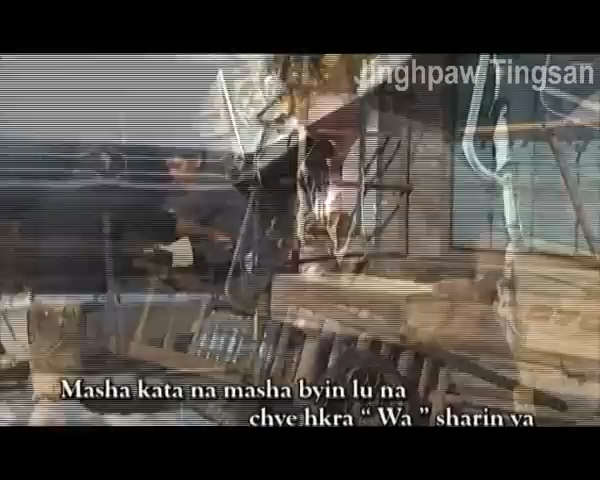 Jinghpaw Tingsan
Masha kata na masha byin lu na
chye hkra “ Wa ” sharin ya